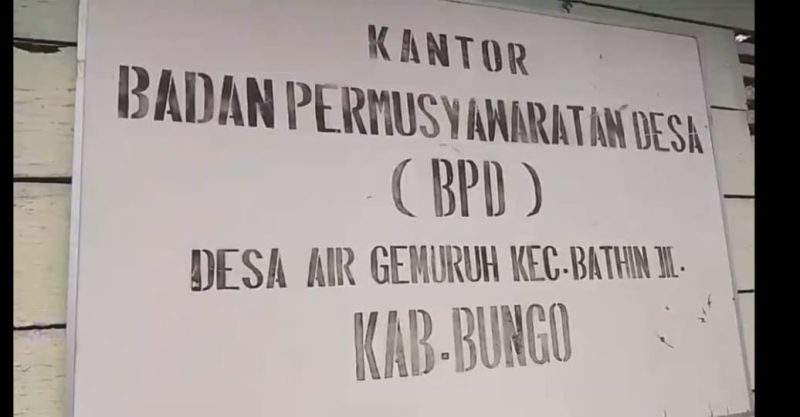 KANTOR
BADAN PERMUSYAWARATAN DESA
( BPD )
DESA AIR GEMURUH KEC. BATHIN III.
KAB. BUNGO